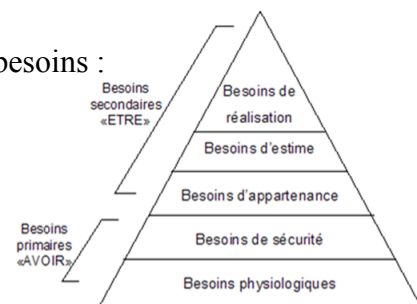 besoins :
Besoins
secondaires
«ETRE»
Besoins de
réalisation
Besoins d'estime
Besoins d'appartenance
Besoins
primaires
«AVOIR»
Besoins de sécurité
Besoins physiologiques